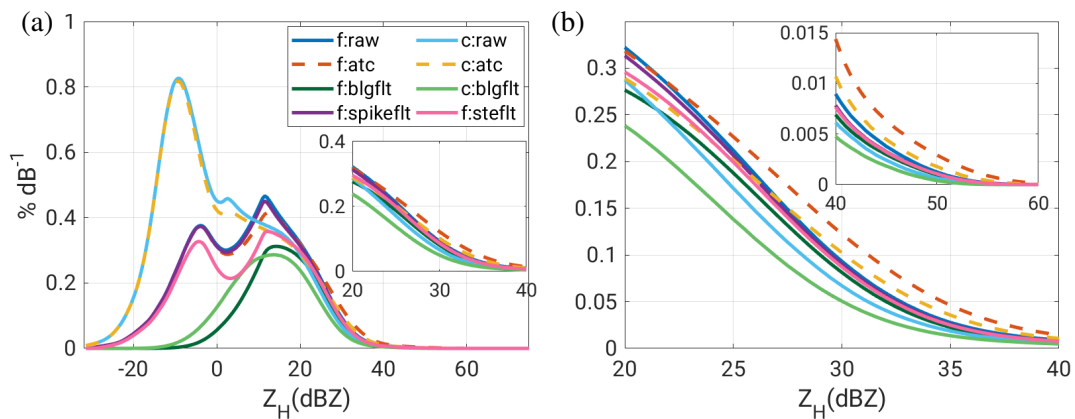 (a)
(b)
1
0.8
0.6
0.4
0.2
0
% dB-1
-20
0
20
40
60
Z_H(dBZ)
f:raw
c:raw
f:atc
c:atc
f:blgflt
c:blgflt
f:spikeflt
f:steflt
0.4
0.2
0
20
30
40
0.3
0.25
0.2
0.15
0.1
0.05
0
20
25
30
35
40
Z_H(dBZ)
0.015
0.01
0.005
0
40
50
60